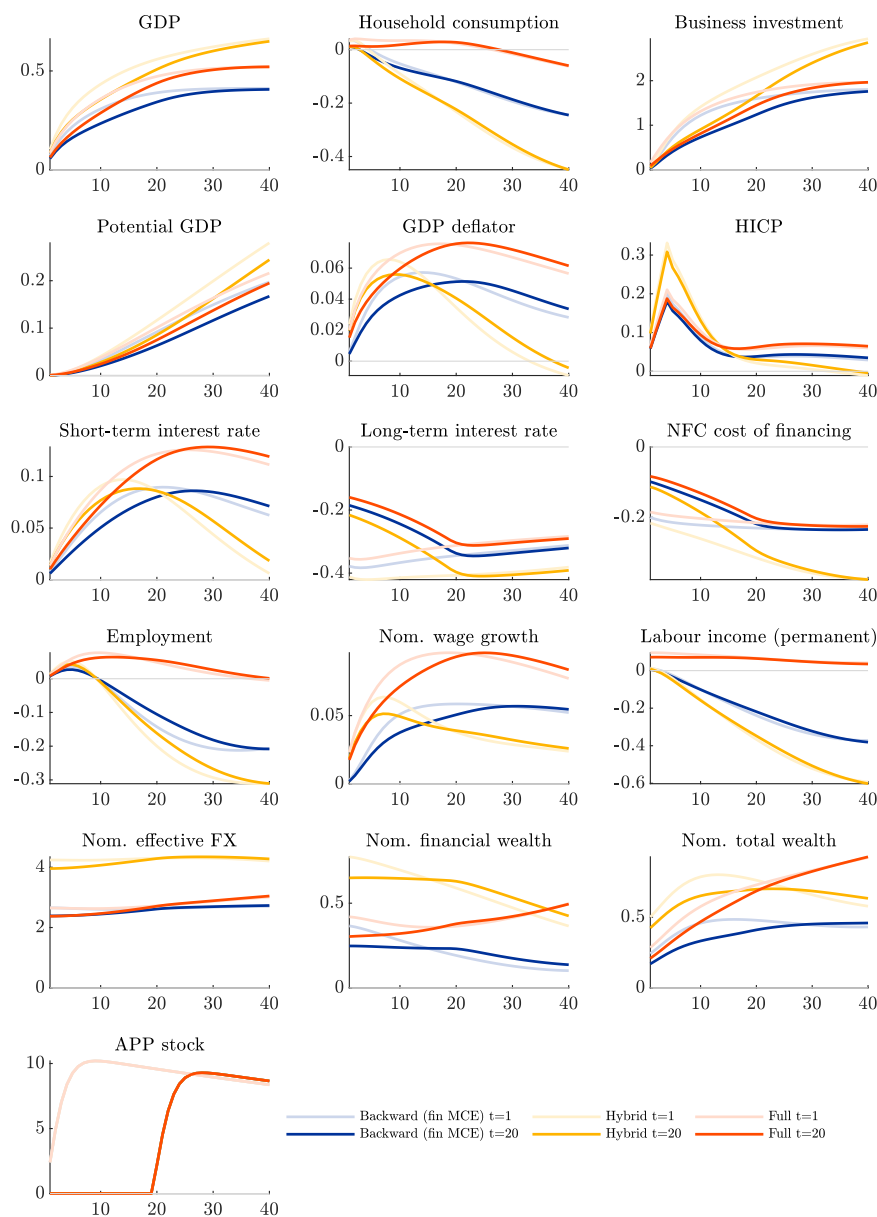 GDP
0.5
0
10 20 30 40
Household consumption
0
-0.2
-0.4
10 20 30 40
Business investment
2
1
0
10 20 30 40
Potential GDP
0.2
0.1
0
10 20 30 40
GDP deflator
0.06
0.04
0.02
0
10 20 30 40
HICP
0.3
0.2
0.1
0
10 20 30 40
Short-term interest rate
0.1
0.05
0
10 20 30 40
Long-term interest rate
0
-0.2
-0.4
10 20 30 40
NFC cost of financing
0
-0.2
10 20 30 40
Employment
0
-0.1
-0.2
-0.3
10 20 30 40
Nom. wage growth
0.05
0
10 20 30 40
Labour income (permanent)
0
-0.2
-0.4
-0.6
10 20 30 40
Nom. effective FX
4
2
0
10 20 30 40
Nom. financial wealth
0.5
0
10 20 30 40
Nom. total wealth
0.5
0
10 20 30 40
APP stock
10
5
0
10 20 30 40
Backward (fin MCE) t=1
Backward (fin MCE) t=20
Hybrid t=1
Hybrid t=20
Full t=1
Full t=20